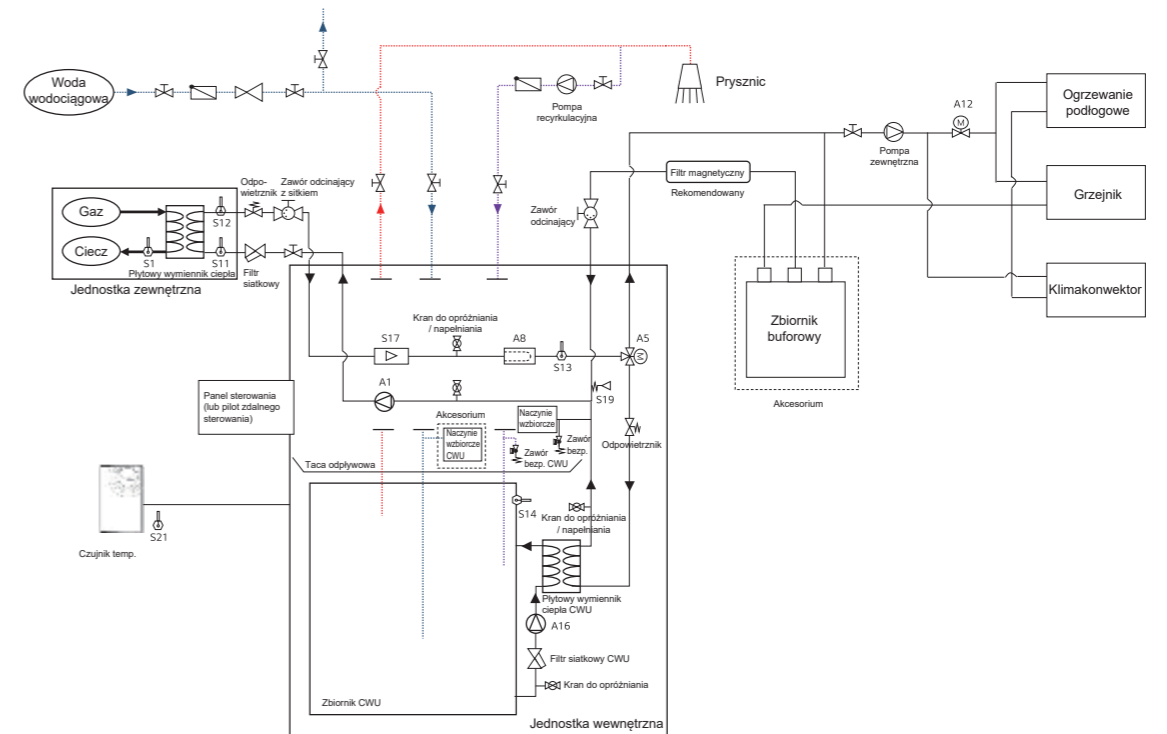 Woda
wodociągowa
Prysznic
Pompa
recyrkulacyjna
A12
M
Ogrzewanie
podłogowe
Pompa
zewnętrzna
Filtr magnetyczny
Rekomendowany
Grzejnik
Odpo-
wietrznik
Zawór odcinający
z sitkiem
Gaz
S12
Zawór
odcinający
Ciecz
S1
S11
Płytowy wymiennik ciepła
Filtr
siatkowy
Jednostka zewnętrzna
Klimakonwektor
Zbiornik
buforowy
Akcesorium
Kran do opróżniania
/ napełniania
S17
A8
A5
M
S13
A1
S19
Panel sterowania
(lub pilot zdalnego
sterowania)
Akcesorium
Naczynie
wzbiorcze
CWU
Naczynie
wzbiorcze
Zawór
bezp.
Zawór
bezp. CWU
Odpowietrznik
Taca odpływowa
S14
Kran do opróżniania
/ napełniania
S21
Czujnik temp.
Płytowy wymiennik
ciepła CWU
A16
Filtr siatkowy CWU
Kran do opróżniania
Zbiornik CWU
Jednostka wewnętrzna